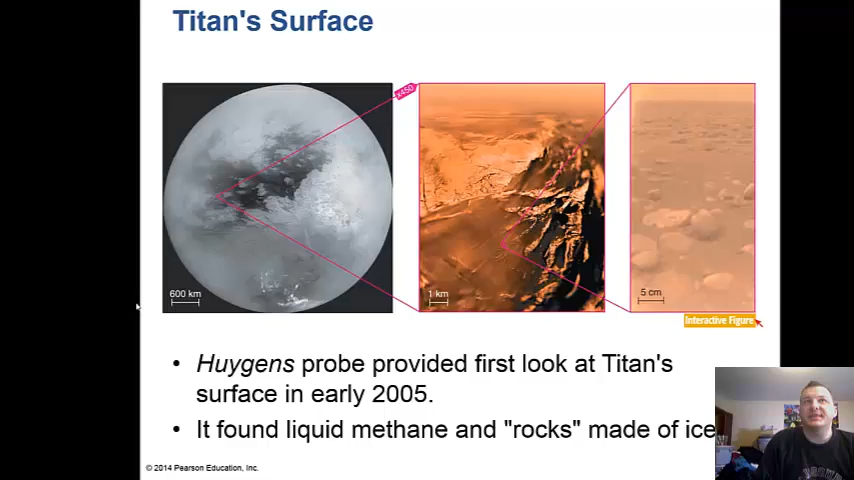 Titan's Surface
x450
600 km
1 km
5 cm
Interactive Figure
• Huygens probe provided first look at Titan's
surface in early 2005.
• It found liquid methane and "rocks" made of ice
© 2014 Pearson Education, Inc.